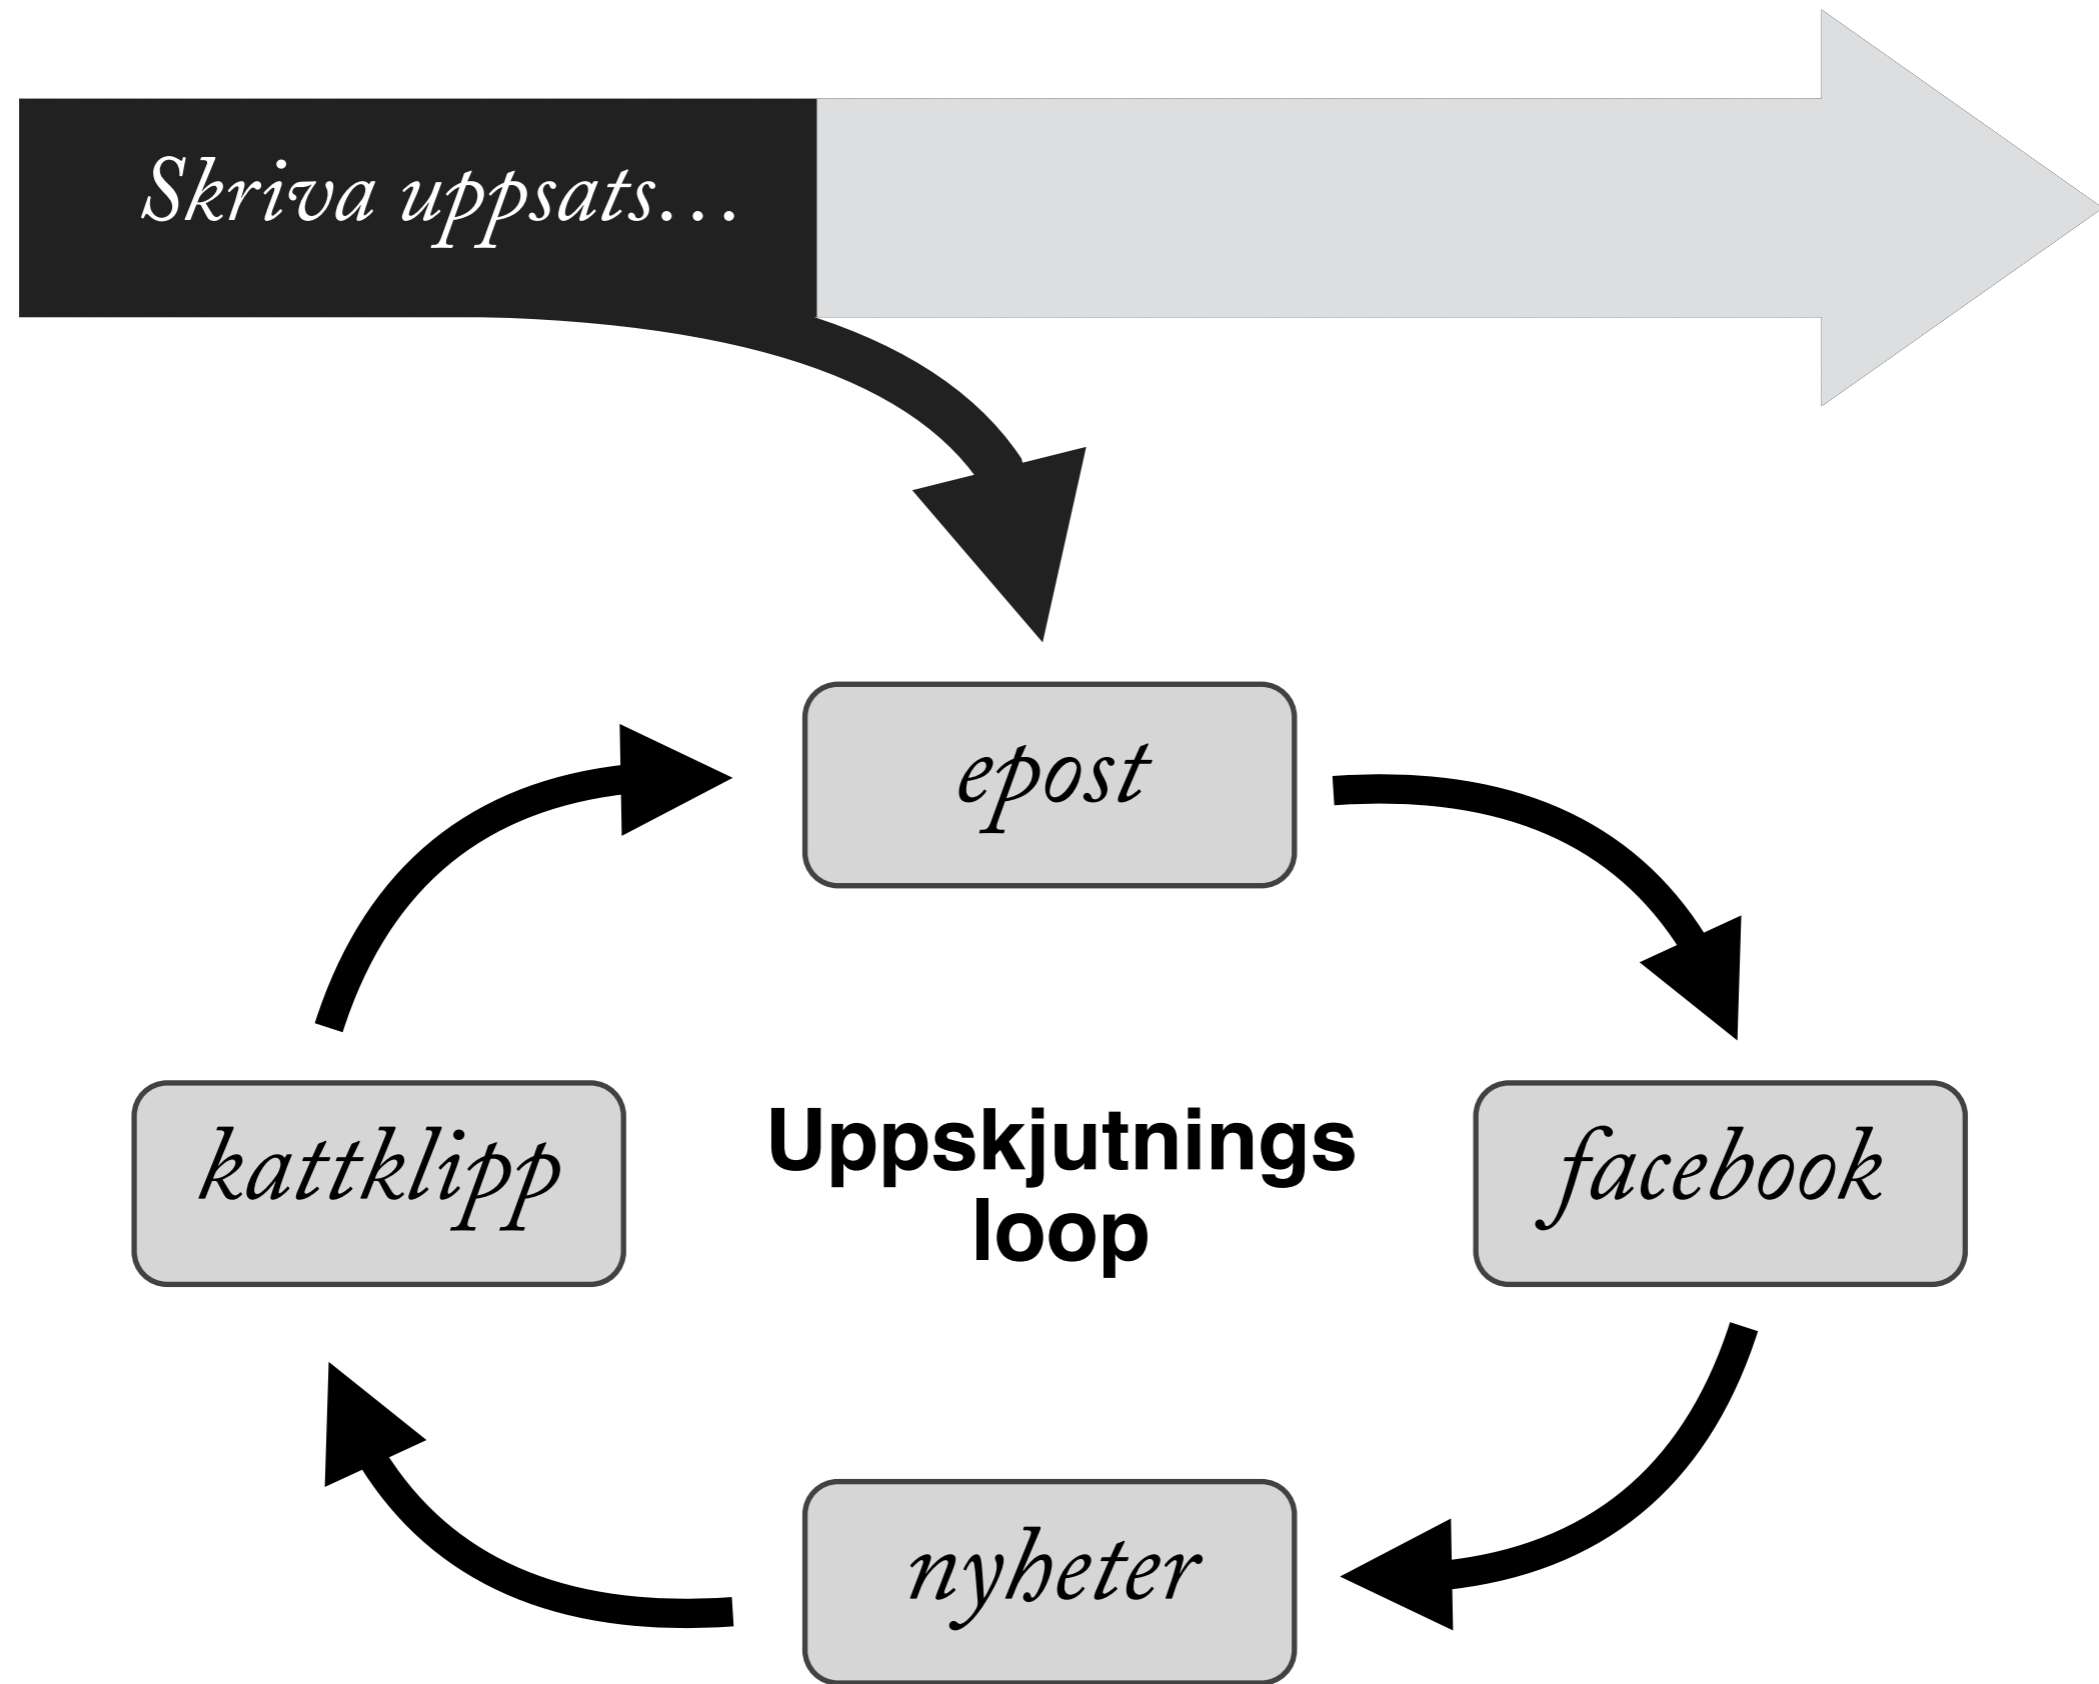 Skriva uppsats...
epost
kattklipp
Uppskjutnings
loop
facebook
nyheter